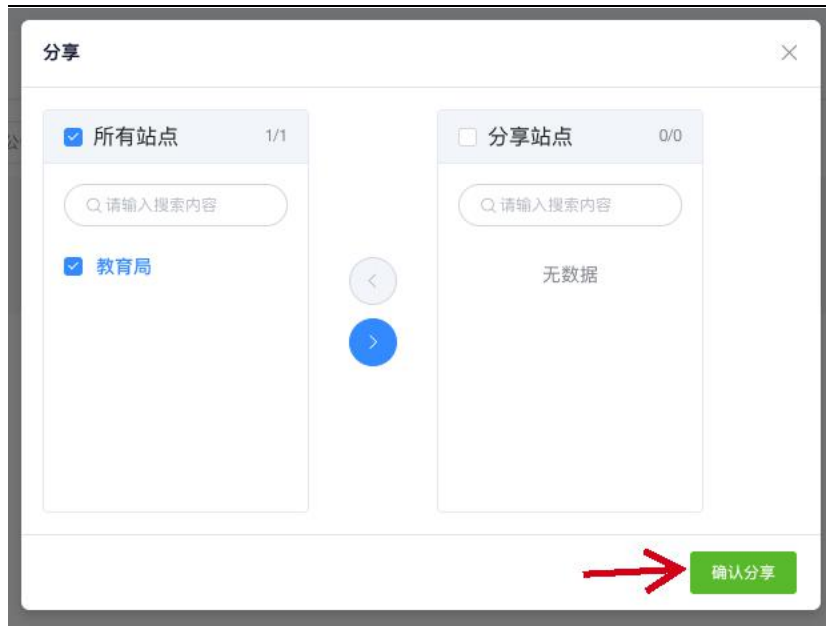 分享
所有站点 1/1
请输入搜索内容
教育局
分享站点 0/0
请输入搜索内容
无数据
确认分享